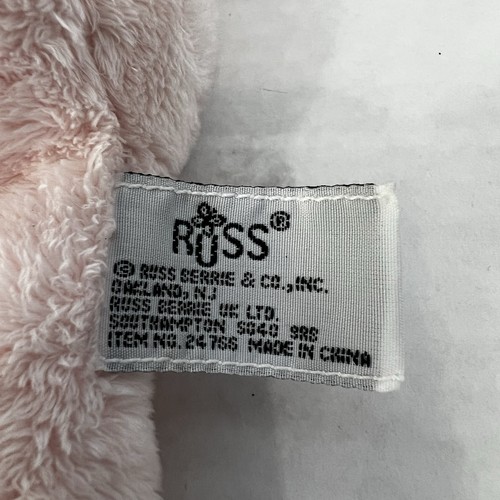 RUSS®
© RUSS BERRIE & CO., INC.
OAKLAND, NJ
RUSS BERRIE UK LTD.
SOUTHAMPTON SO40 9RS
ITEM NO. 24766 MADE IN CHINA